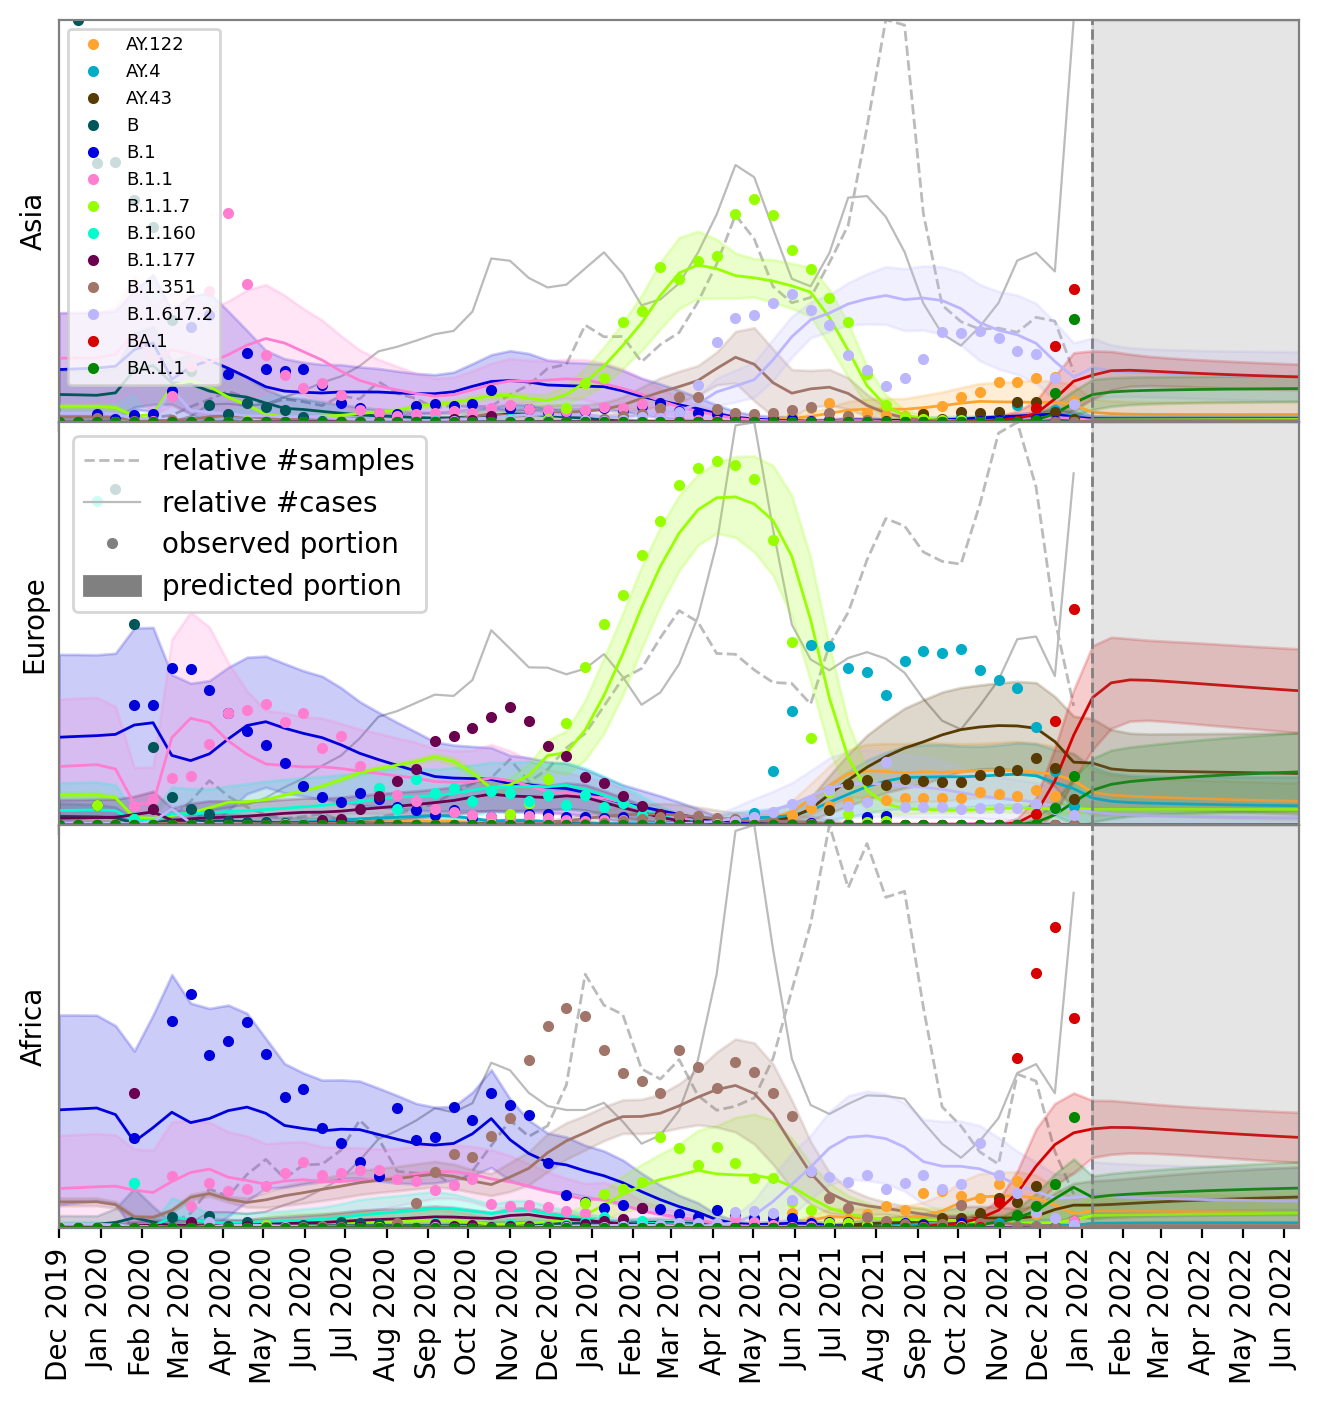 AY.122
AY.4
AY.43
B
B.1
B.1.1
B.1.1.7
B.1.160
B.1.177
B.1.351
B.1.617.2
BA.1
BA.1.1
Asia
relative #samples
relative #cases
observed portion
predicted portion
Europe
Africa
Dec 2019
Jan 2020
Feb 2020
Mar 2020
Apr 2020
May 2020
Jun 2020
Jul 2020
Aug 2020
Sep 2020
Oct 2020
Nov 2020
Dec 2020
Jan 2021
Feb 2021
Mar 2021
Apr 2021
May 2021
Jun 2021
Jul 2021
Aug 2021
Sep 2021
Oct 2021
Nov 2021
Dec 2021
Jan 2022
Feb 2022
Mar 2022
Apr 2022
May 2022
Jun 2022